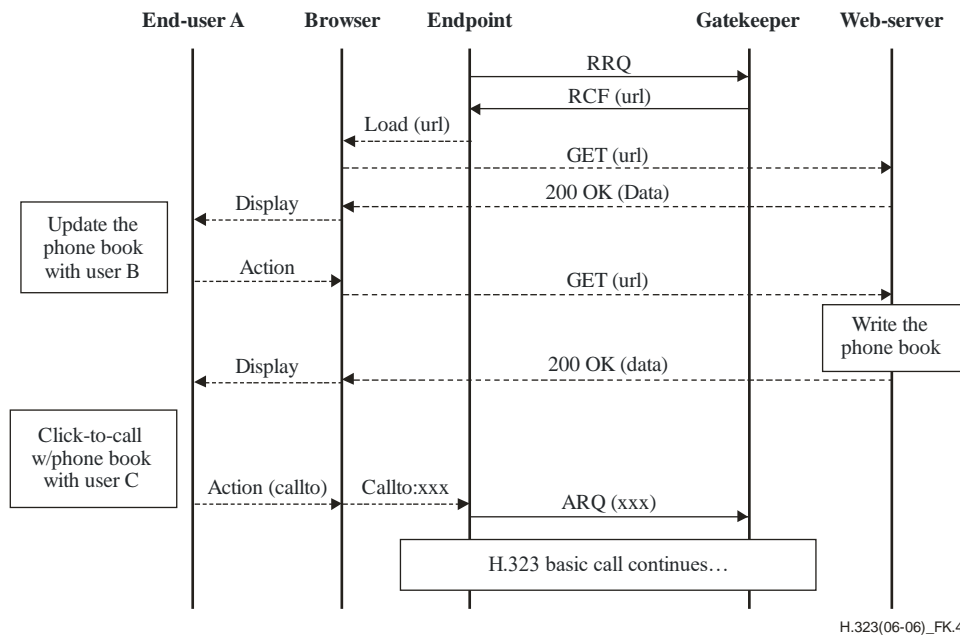 End-user A Browser Endpoint Gatekeeper Web-server
RRQ
RCF (url)
Load (url)
GET (url)
200 OK (Data)
Display
Update the
phone book
with user B
Action
GET (url)
Write the
phone book
Display
200 OK (data)
Click-to-call
w/phone book
with user C
Action (callto)
Callto:xxx
ARQ (xxx)
H.323 basic call continues…
H.323(06-06)_FK.4